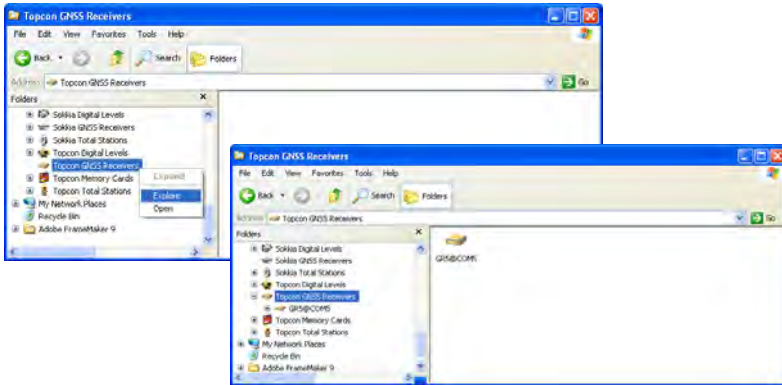 Topcon GNSS Receivers
File Edit View Favorites Tools Help
Back Search Folders
Address Topcon GNSS Receivers Go
Folders x
Sokkia Digital Levels
Sokkia GNSS Receivers
Sokkia Total Stations
Topcon Digital Levels
Topcon GNSS Receivers
Topcon Memory Cards
Topcon Total Stations
My Network Places
Recycle Bin
Adobe FrameMaker 9
Expand
Explore
Open
Topcon GNSS Receivers
File Edit View Favorites Tools Help
Back Search Folders
Address Topcon GNSS Receivers Go
Folders x
Sokkia Digital Levels
Sokkia GNSS Receivers
Sokkia Total Stations
Topcon Digital Levels
Topcon GNSS Receivers
GR5@COM5
Topcon Memory Cards
Topcon Total Stations
My Network Places
Recycle Bin
Adobe FrameMaker 9
GR5@COM5